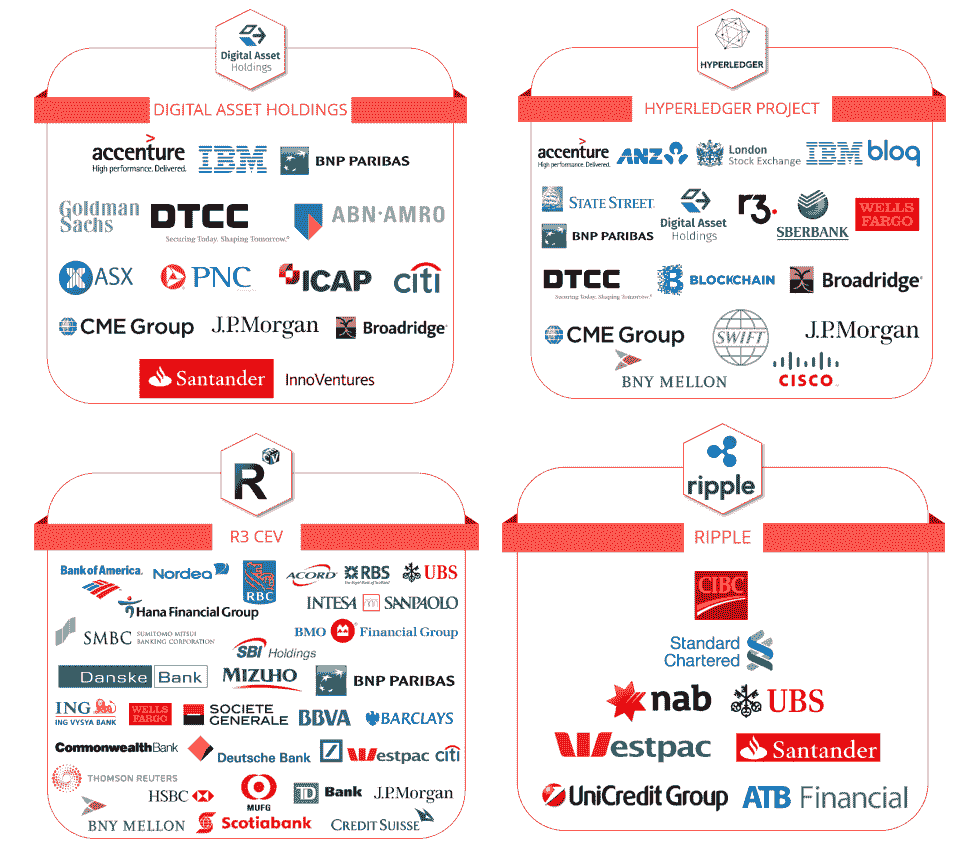 Digital Asset
Holdings
DIGITAL ASSET HOLDINGS
accenture
High performance. Delivered.
IBM
BNP PARIBAS
Goldman
Sachs
DTCC
Securing Today. Shaping Tomorrow.®
ABN·AMRO
ASX
PNC
ICAP
citi
CME Group
J.P.Morgan
Broadridge®
Santander
InnoVentures
HYPERLEDGER
HYPERLEDGER PROJECT
accenture
High performance. Delivered.
ANZ
London
Stock Exchange
IBM
bloq
STATE STREET.
BNP PARIBAS
Digital Asset
Holdings
r3.
SBERBANK
WELLS
FARGO
DTCC
Securing Today. Shaping Tomorrow.®
BLOCKCHAIN
Broadridge®
CME Group
SWIFT
J.P.Morgan
BNY MELLON
CISCO
R
CEV
R3 CEV
Bank of America.
Nordea
RBC
ACORD
RBS
The Royal Bank of Scotland
UBS
Hana Financial Group
INTESA SANPAOLO
SMBC
SUMITOMO MITSUI
BANKING CORPORATION
BMO Financial Group
SBI Holdings
Danske Bank
MIZUHO
BNP PARIBAS
ING
ING VYSYA BANK
WELLS
FARGO
SOCIETE
GENERALE
BBVA
BARCLAYS
CommonwealthBank
Deutsche Bank
Westpac
citi
THOMSON REUTERS
HSBC
MUFG
TD Bank
J.P.Morgan
BNY MELLON
Scotiabank
CREDIT SUISSE
ripple
RIPPLE
CIBC
Standard
Chartered
nab
UBS
Westpac
Santander
UniCredit Group
ATB Financial